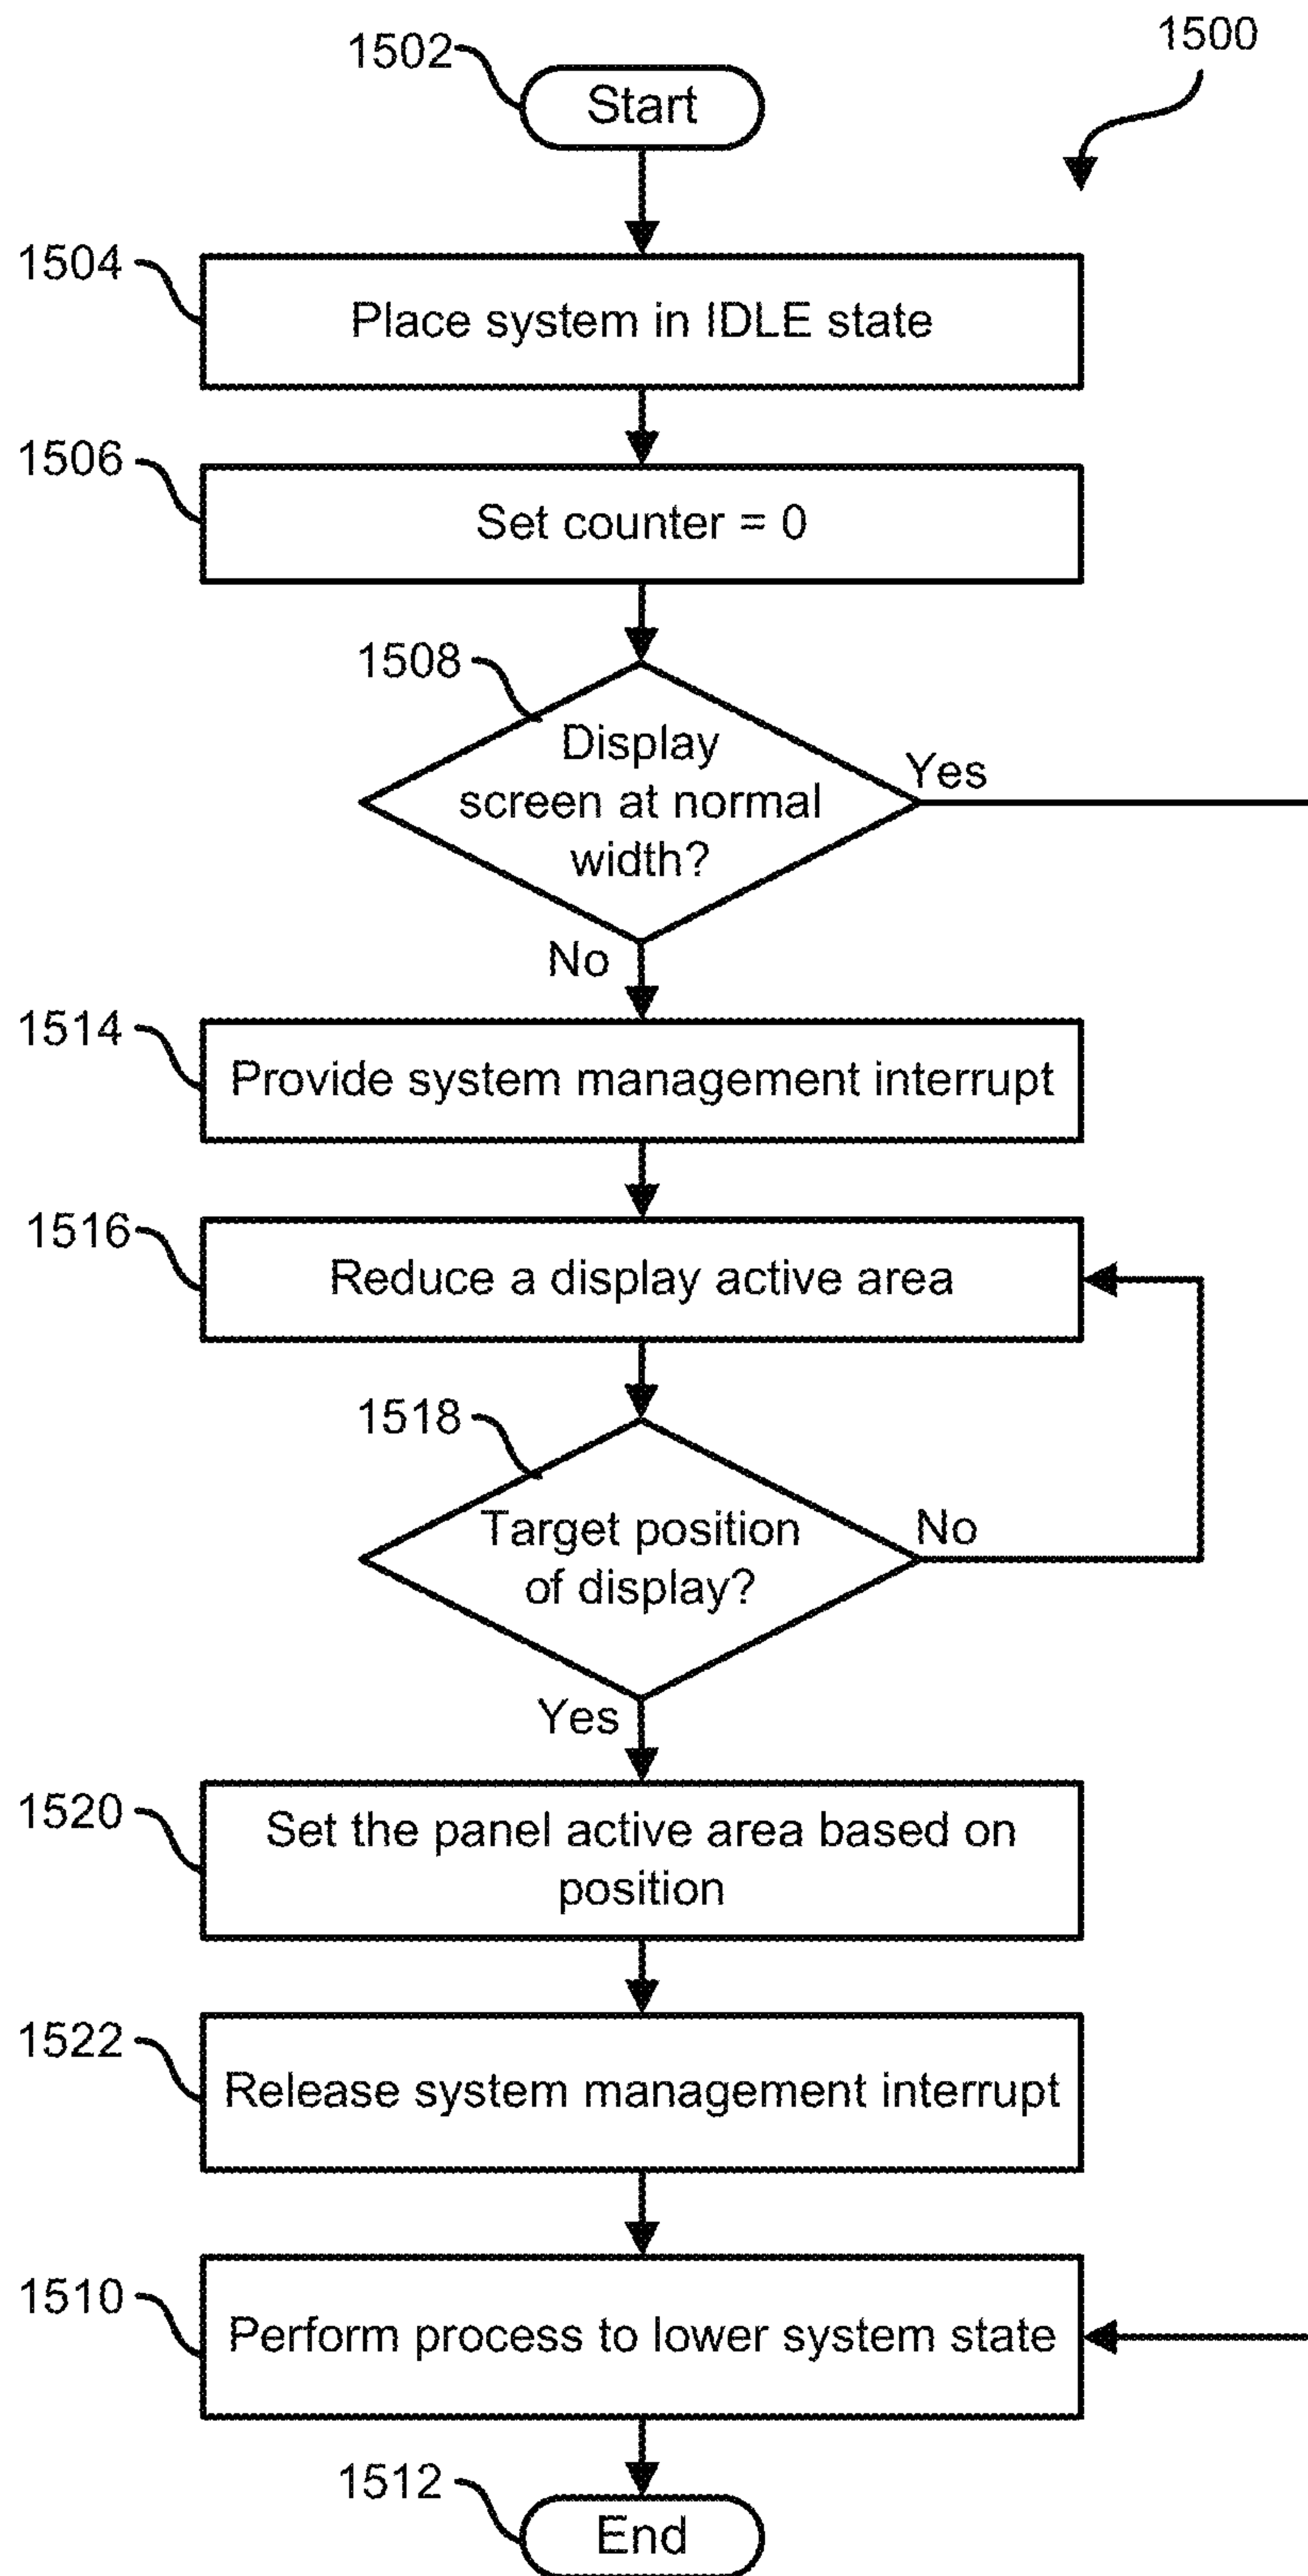 1500
1502
Start
1504
Place system in IDLE state
1506
Set counter = 0
1508
Display
screen at normal
width?
Yes
No
1514
Provide system management interrupt
1516
Reduce a display active area
1518
Target position
of display?
No
Yes
1520
Set the panel active area based on
position
1522
Release system management interrupt
1510
Perform process to lower system state
1512
End